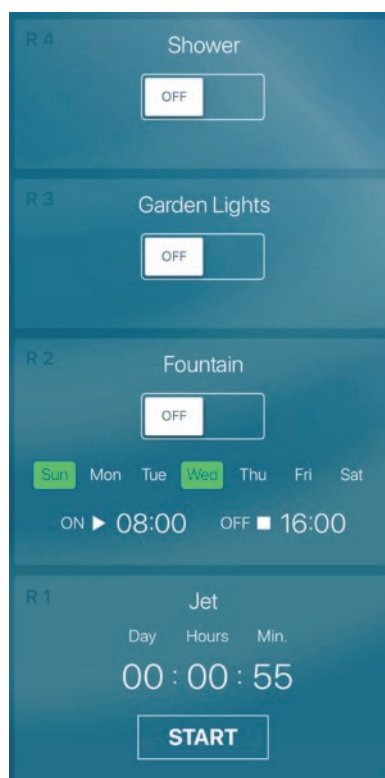 R 4
Shower
OFF
R 3
Garden Lights
OFF
R 2
Fountain
OFF
Sun Mon Tue Wed Thu Fri Sat
ON ▶ 08:00 OFF ■ 16:00
R 1
Jet
Day Hours Min.
00 : 00 : 55
START